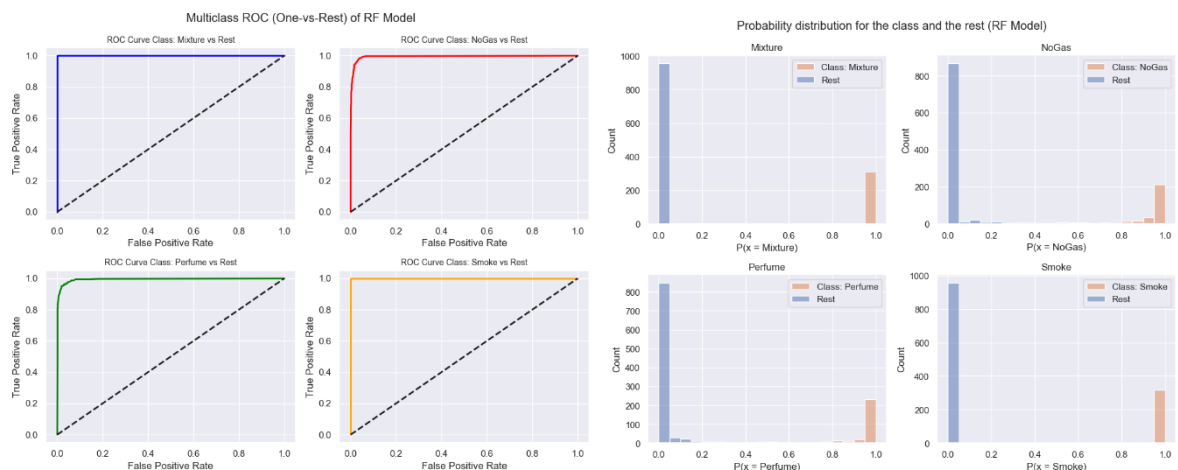 Multiclass ROC (One-vs-Rest) of RF Model
ROC Curve Class: Mixture vs Rest
True Positive Rate
1.0
0.8
0.6
0.4
0.2
0.0
0.0 0.2 0.4 0.6 0.8 1.0
False Positive Rate
ROC Curve Class: NoGas vs Rest
True Positive Rate
1.0
0.8
0.6
0.4
0.2
0.0
0.0 0.2 0.4 0.6 0.8 1.0
False Positive Rate
ROC Curve Class: Perfume vs Rest
True Positive Rate
1.0
0.8
0.6
0.4
0.2
0.0
0.0 0.2 0.4 0.6 0.8 1.0
False Positive Rate
ROC Curve Class: Smoke vs Rest
True Positive Rate
1.0
0.8
0.6
0.4
0.2
0.0
0.0 0.2 0.4 0.6 0.8 1.0
False Positive Rate
Probability distribution for the class and the rest (RF Model)
Mixture
Class: Mixture
Rest
Count
1000
800
600
400
200
0
0.0 0.2 0.4 0.6 0.8 1.0
P(x = Mixture)
NoGas
Class: NoGas
Rest
Count
800
600
400
200
0
0.0 0.2 0.4 0.6 0.8 1.0
P(x = NoGas)
Perfume
Class: Perfume
Rest
Count
800
700
600
500
400
300
200
100
0
0.0 0.2 0.4 0.6 0.8 1.0
P(x = Perfume)
Smoke
Class: Smoke
Rest
Count
1000
800
600
400
200
0
0.0 0.2 0.4 0.6 0.8 1.0
P(x = Smoke)